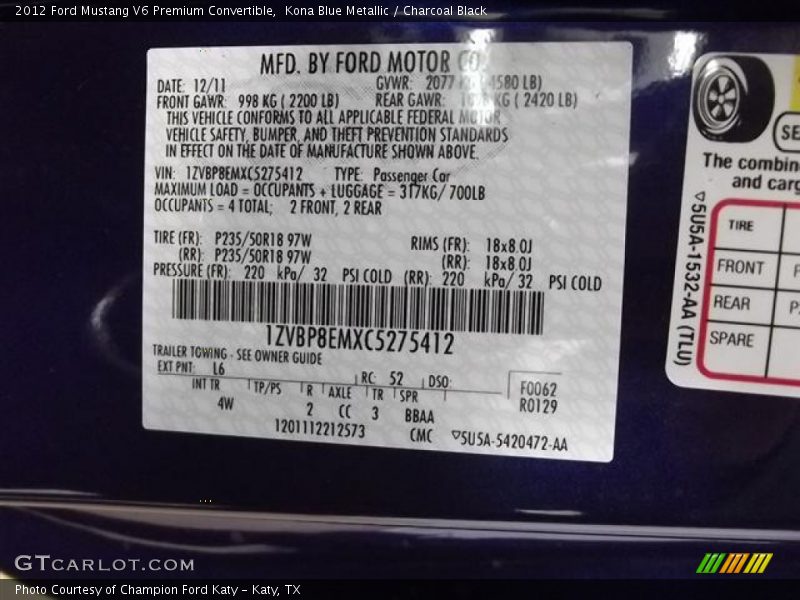 2012 Ford Mustang V6 Premium Convertible,  Kona Blue Metallic / Charcoal Black
MFD. BY FORD MOTOR CO.
DATE: 12/11 GVWR: 2077 4580 LB)
FRONT GAWR: 998 KG ( 2200 LB) REAR GAWR: KG ( 2420 LB)
THIS VEHICLE CONFORMS TO ALL APPLICABLE FEDERAL MOTOR
VEHICLE SAFETY, BUMPER, AND THEFT PREVENTION STANDARDS
IN EFFECT ON THE DATE OF MANUFACTURE SHOWN ABOVE.
VIN: 1ZVBP8EMXC5275412 TYPE: Passenger Car
MAXIMUM LOAD = OCCUPANTS + LUGGAGE = 317KG/ 700LB
OCCUPANTS = 4 TOTAL; 2 FRONT, 2 REAR
TIRE (FR): P235/50R18 97W RIMS (FR): 18x8.0J
(RR): P235/50R18 97W (RR): 18x8.0J
PRESSURE (FR): 220 kPa/ 32 PSI COLD (RR): 220 kPa/ 32 PSI COLD
1ZVBP8EMXC5275412
TRAILER TOWING - SEE OWNER GUIDE
EXT PNT: L6 RC: 52 DSO:
INT TR TP/PS R AXLE TR SPR F0062
4W 2 CC 3 BBAA R0129
1201112212573 CMC ▽5U5A-5420472-AA
The combin
and carg
▽5U5A-1532-AA (TLU)
TIRE
FRONT
REAR
SPARE
GTCARLOT.COM
Photo Courtesy of Champion Ford Katy – Katy, TX